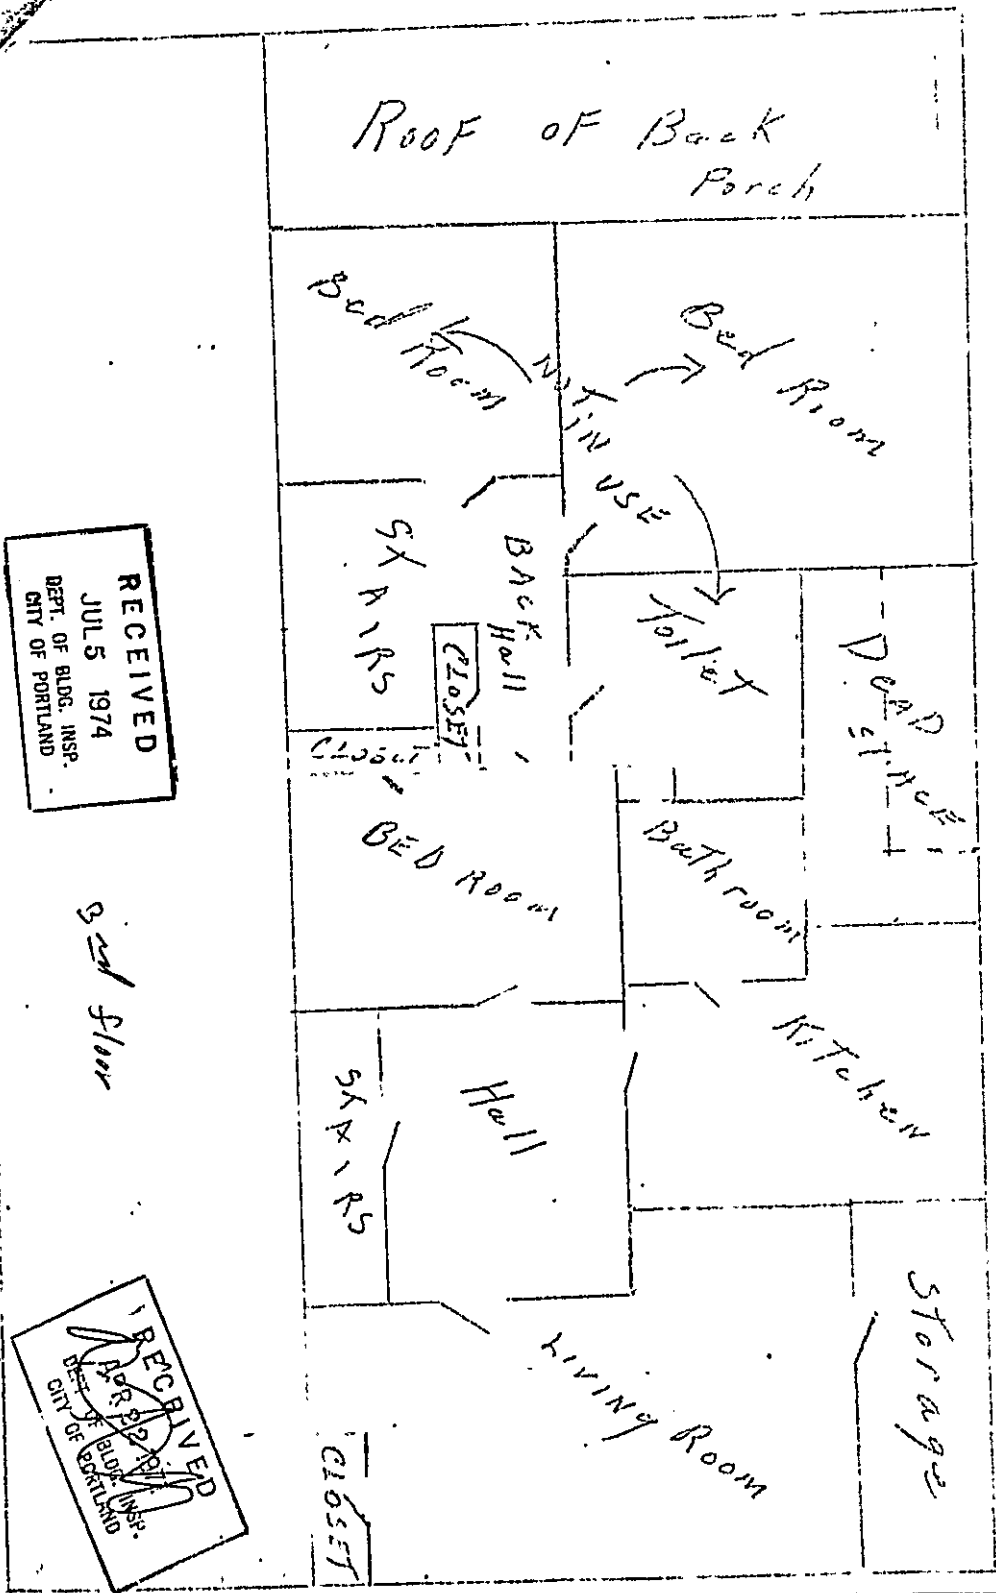 Roof of Back
Porch
Bed Room
NOT IN USE
Bed Room
STAIRS
BACK Hall
CLOSET
Toilet
DEAD SPACE
CLOSET
BED ROOM
Bathroom
Kitchen
STAIRS
Hall
Living Room
Storage
CLOSET
3rd floor
RECEIVED
JUL 5 1974
DEPT. OF BLDG. INSP.
CITY OF PORTLAND
RECEIVED
APR 22
DEPT. OF BLDG. INSP.
CITY OF PORTLAND